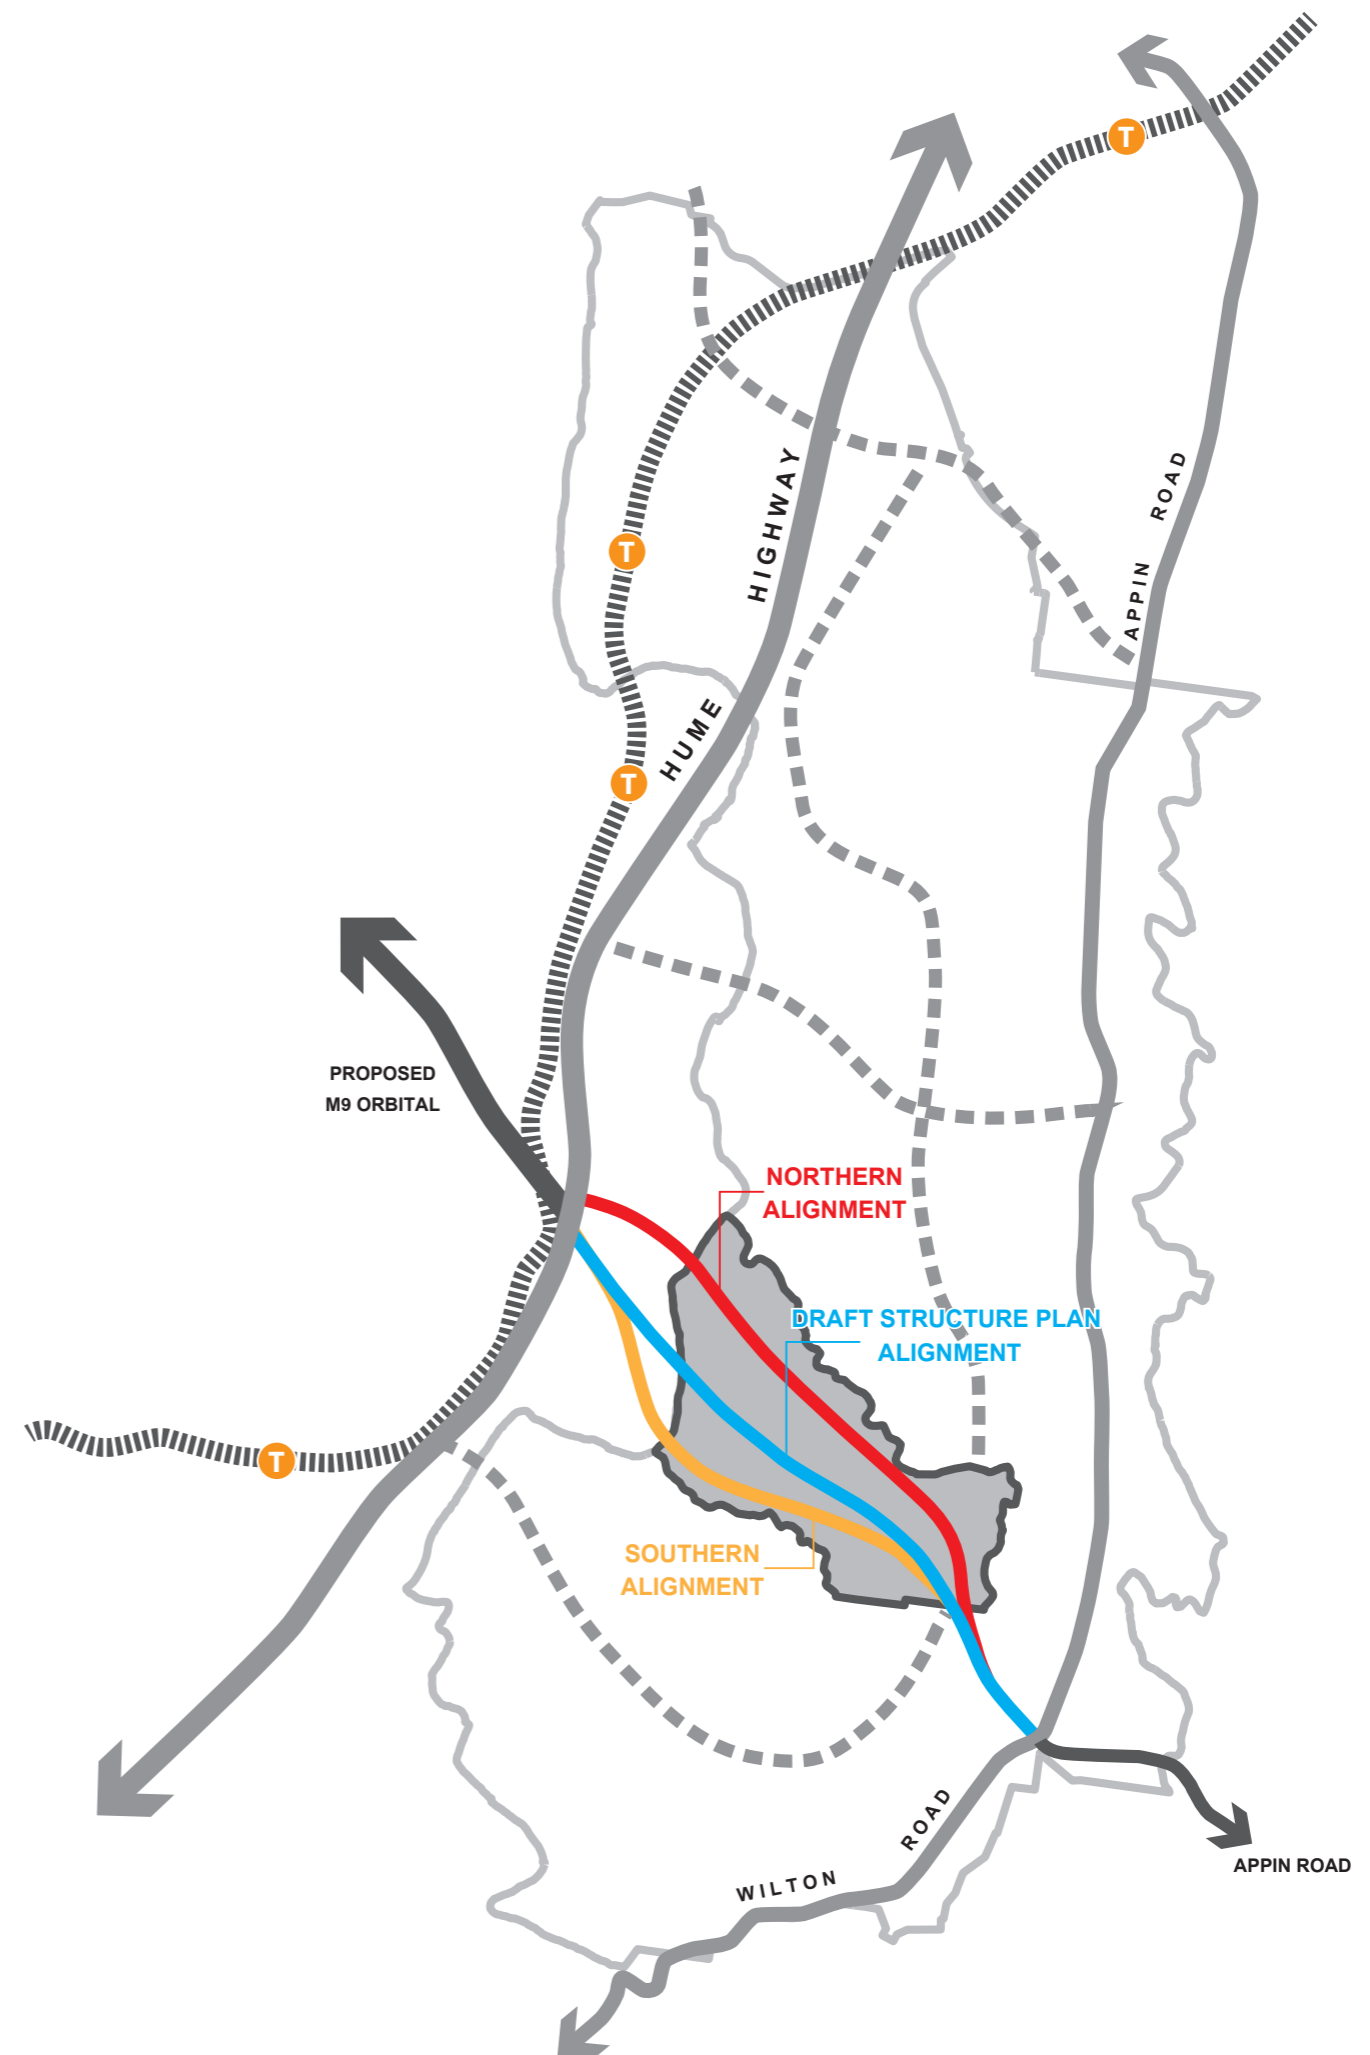 T
HIGHWAY
ROAD
T
APPIN
HUME
T
PROPOSED
M9 ORBITAL
NORTHERN
ALIGNMENT
DRAFT STRUCTURE PLAN
ALIGNMENT
T
SOUTHERN
ALIGNMENT
ROAD
APPIN ROAD
WILTON